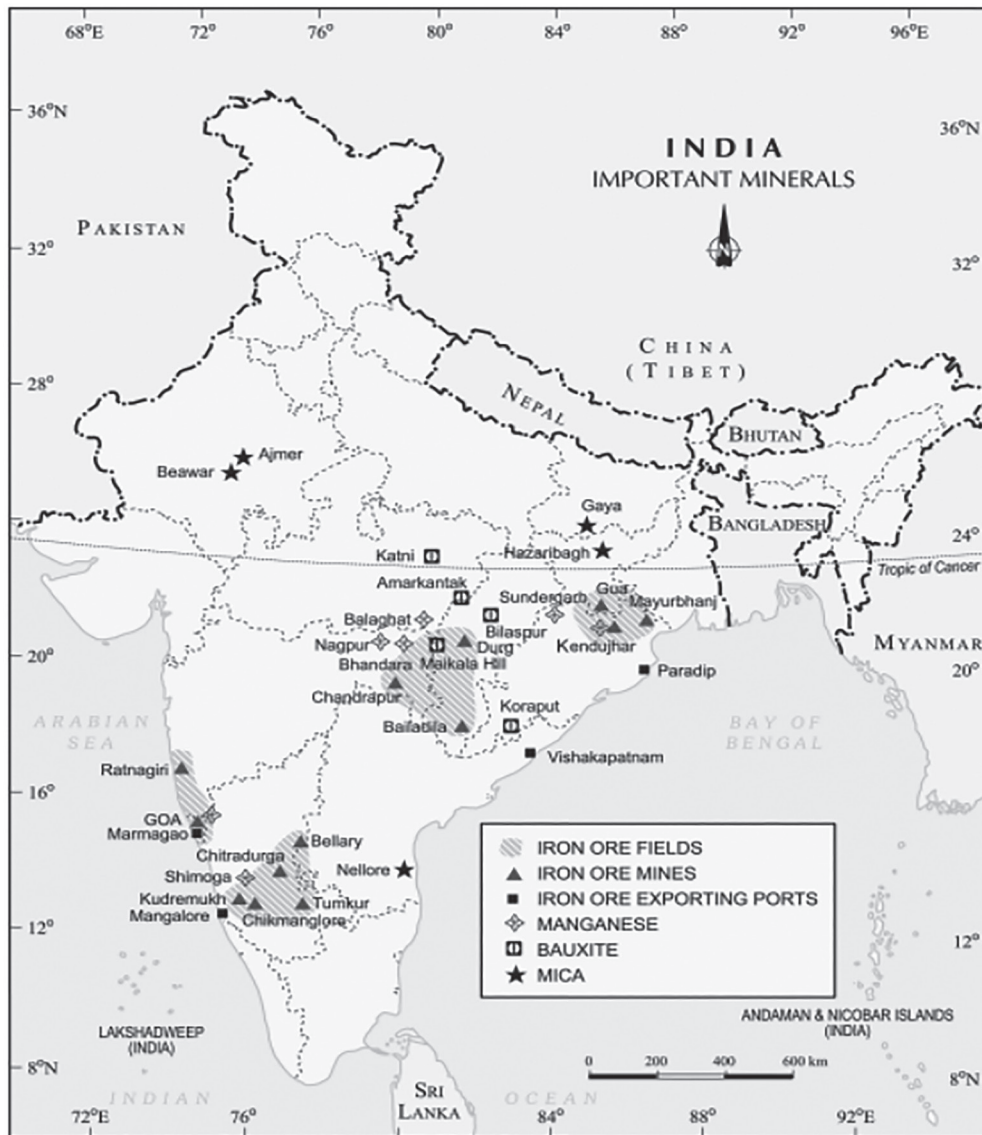 68°E 72° 76° 80° 84° 88° 92° 96°E
36°N
36°N
INDIA
IMPORTANT MINERALS
PAKISTAN
32°
32°
CHINA
(TIBET)
28°
NEPAL
BHUTAN
Ajmer
Beawar
Gaya
BANGLADESH
24°
Katni
Hazaribagh
Tropic of Cancer
Amarkantak
Sundergarh
Goa
Mayurbhanj
Balaghat
Bilaspur
Nagpur
Durg
Kendujhar
MYANMAR
20°
20°
Bhandara
Maikala Hill
Paradip
Chandrapur
Koraput
ARABIAN
SEA
Bailadila
BAY OF
BENGAL
Vishakapatnam
Ratnagiri
16°
GOA
Marmagao
Bellary
Chitradurga
Shimoga
Nellore
Kudremukh
Tumkur
Mangalore
Chikmanglore
12°
12°
IRON ORE FIELDS
IRON ORE MINES
IRON ORE EXPORTING PORTS
MANGANESE
BAUXITE
MICA
LAKSHADWEEP
(INDIA)
ANDAMAN & NICOBAR ISLANDS
(INDIA)
0 200 400 600 km
8°N
8°N
INDIAN
SRI
LANKA
OCEAN
72°E 76° 84° 88° 92°E